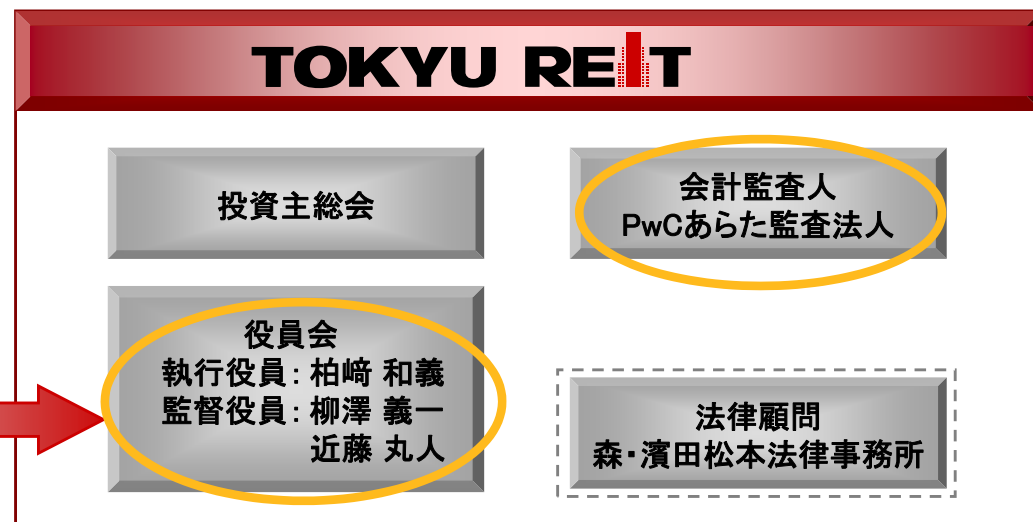 TOKYU REIT
投資主総会
会計監査人
PwCあらた監査法人
役員会
執行役員：柏﨑 和義
監督役員：柳澤 義一
近藤 丸人
法律顧問
森・濱田松本法律事務所